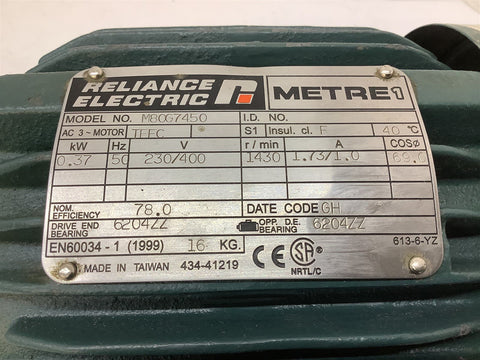 RELIANCE ELECTRIC METRE1
MODEL NO. M80G7450 I.D. NO.
AC 3~MOTOR TEFC S1 Insul. cl. F 40 °C
kW Hz V r / min A COSø
0.37 50 230/400 1430 1.73/1.0 69.0
NOM. EFFICIENCY 78.0 DATE CODE GH
DRIVE END BEARING 6204ZZ OPP. D.E. BEARING 6204ZZ
EN60034 - 1 (1999) 16 KG. CE SA NRTL/C 613-6-YZ
MADE IN TAIWAN 434-41219